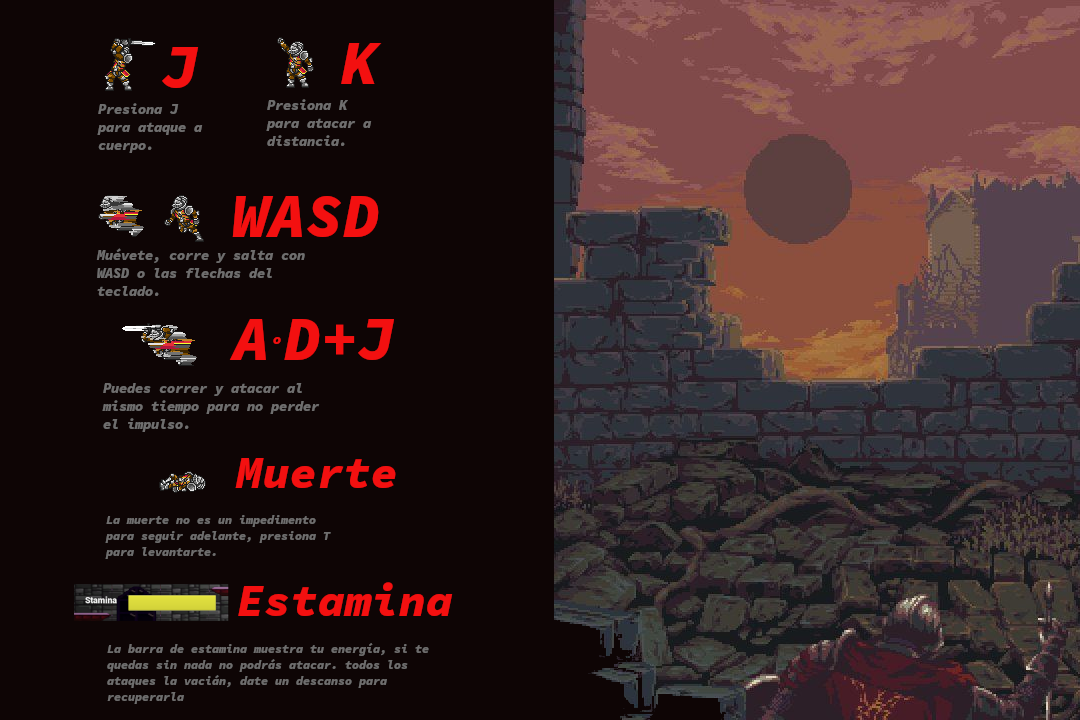 J
Presiona J
para ataque a
cuerpo.
K
Presiona K
para atacar a
distancia.
WASD
Muévete, corre y salta con
WASD o las flechas del
teclado.
A o D+J
Puedes correr y atacar al
mismo tiempo para no perder
el impulso.
Muerte
La muerte no es un impedimento
para seguir adelante, presiona T
para levantarte.
Stamina
Estamina
La barra de estamina muestra tu energía, si te
quedas sin nada no podrás atacar. todos los
ataques la vacián, date un descanso para
recuperarla